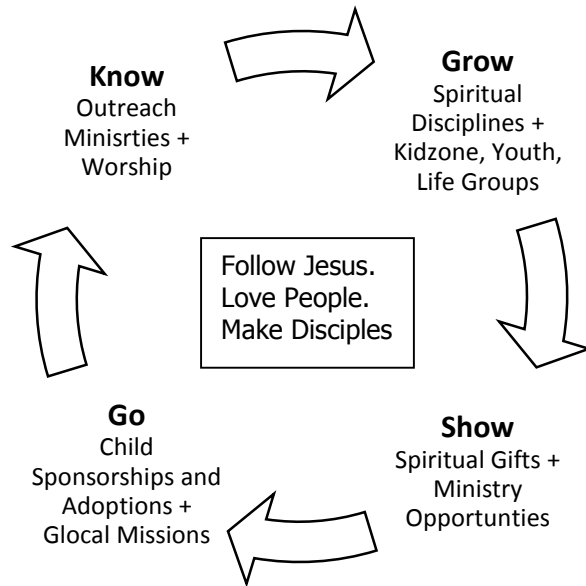 Know
Outreach
Minisrties +
Worship
Grow
Spiritual
Disciplines +
Kidzone, Youth,
Life Groups
Follow Jesus.
Love People.
Make Disciples
Go
Child
Sponsorships and
Adoptions +
Glocal Missions
Show
Spiritual Gifts +
Ministry
Opportunties